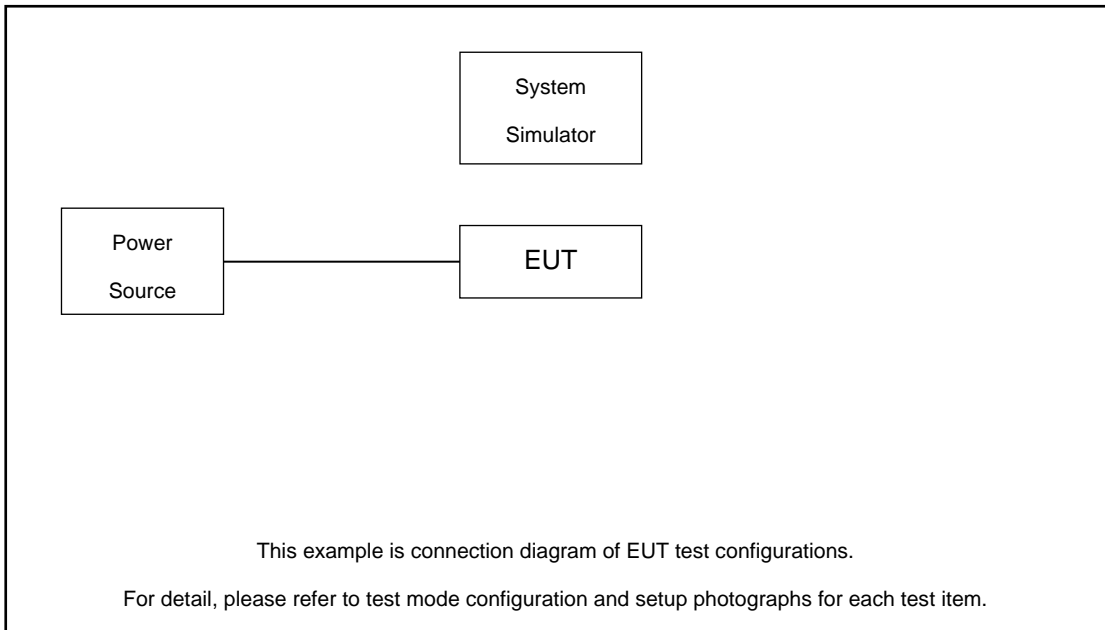 System
Simulator
Power
Source
EUT
This example is connection diagram of EUT test configurations.
For detail, please refer to test mode configuration and setup photographs for each test item.